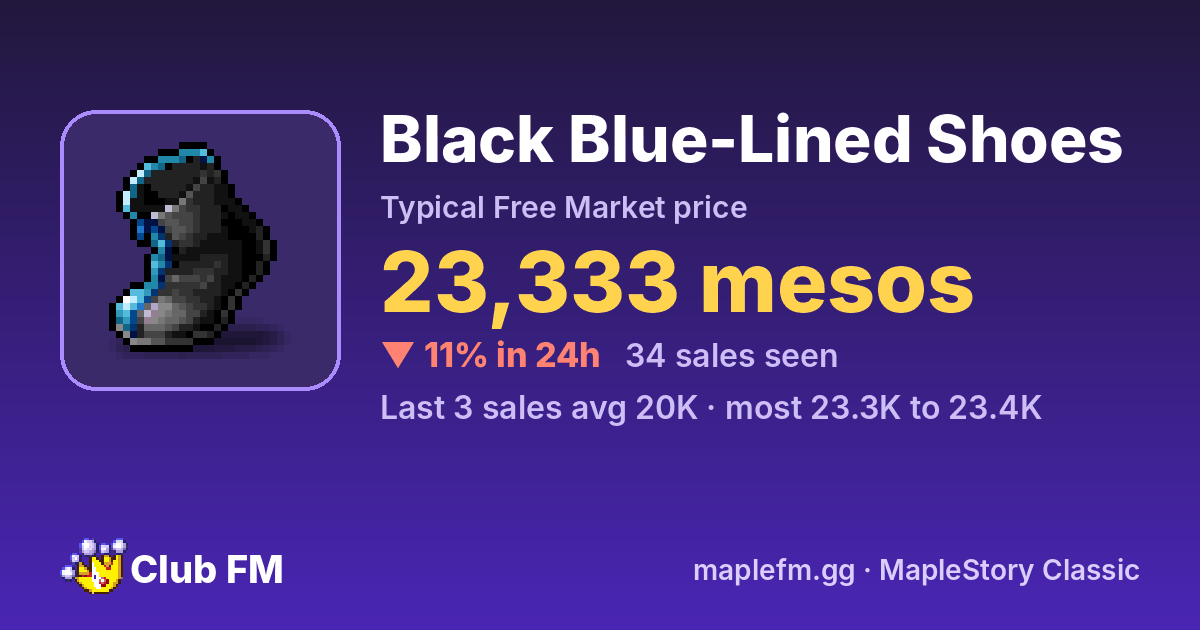 Black Blue-Lined Shoes
Typical Free Market price
23,333 mesos
▼ 11% in 24h 34 sales seen
Last 3 sales avg 20K · most 23.3K to 23.4K
Club FM
maplefm.gg · MapleStory Classic